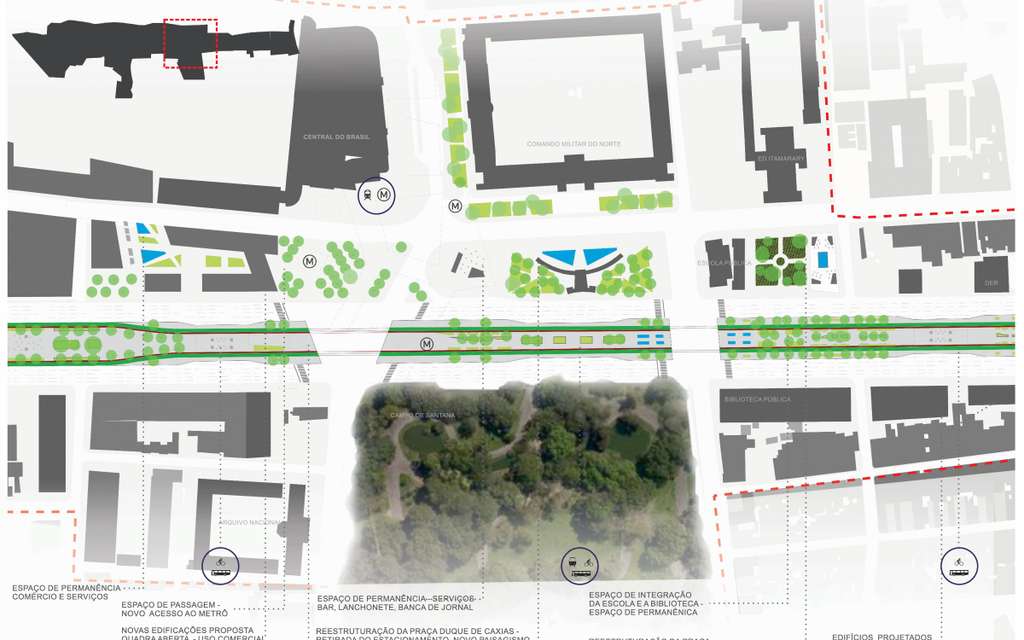 CENTRAL DO BRASIL
COMANDO MILITAR DO NORTE
ED ITAMARARY
M
M
M
ESCOLA PÚBLICA
DER
M
CAMPO DE SANTANA
BIBLIOTECA PÚBLICA
ARQUIVO NACIONAL
ESPAÇO DE PERMANÊNCIA
COMÉRCIO E SERVIÇOS
ESPAÇO DE PASSAGEM -
NOVO ACESSO AO METRÔ
NOVAS EDIFICAÇÕES PROPOSTA
QUADRA ABERTA - USO COMERCIAL
ESPAÇO DE PERMANÊNCIA - SERVIÇOS
BAR, LANCHONETE, BANCA DE JORNAL
REESTRUTURAÇÃO DA PRAÇA DUQUE DE CAXIAS -
RETIRADA DO ESTACIONAMENTO, NOVO PAISAGISMO
ESPAÇO DE INTEGRAÇÃO
DA ESCOLA E A BIBLIOTECA -
ESPAÇO DE PERMANÊNICA
REESTRUTURAÇÃO DA PRAÇA
EDIFÍCIOS PROJETADOS